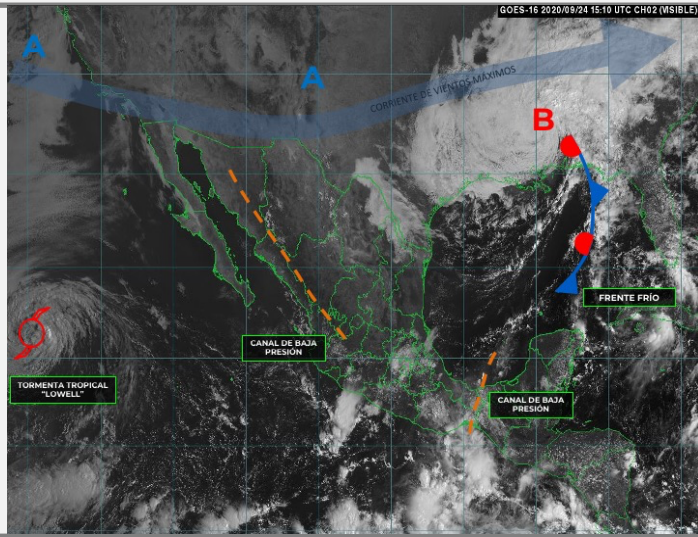 GOES-16 2020/09/24 15:10 UTC CH02 (VISIBLE)
A
A
CORRIENTE DE VIENTOS MÁXIMOS
B
FRENTE FRÍO
CANAL DE BAJA
PRESIÓN
TORMENTA TROPICAL
"LOWELL"
CANAL DE BAJA
PRESIÓN